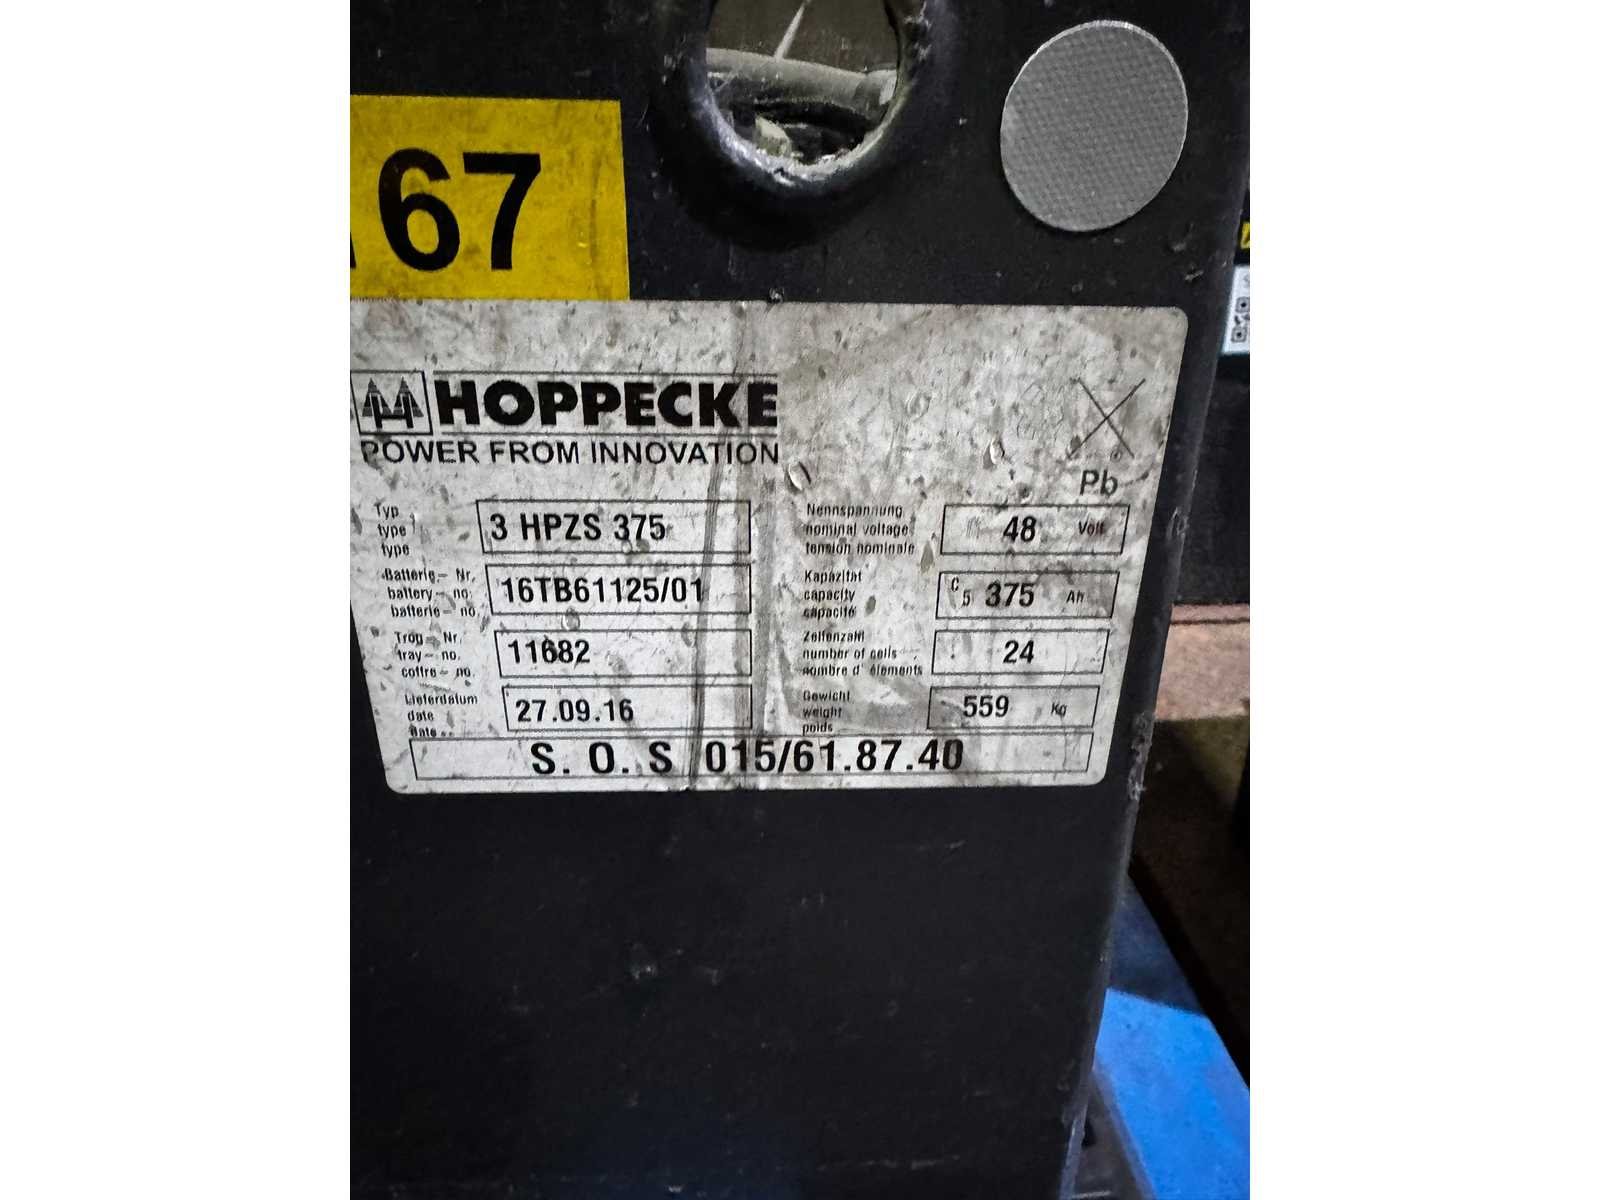 67
HOPPECKE
POWER FROM INNOVATION
Pb
Typ
type
type
3 HPZS 375
Nennspannung
nominal voltage
tension nominale
48 Volt
Batterie- Nr.
battery- no.
batterie- no.
16TB61125/01
Kapazität
capacity
capacité
C5 375 Ah
Trog- Nr.
tray- no.
coffre- no.
11682
Zellenzahl
number of cells
nombre d' élements
24
Lieferdatum
date
date
27.09.16
Gewicht
weight
poids
559 Kg
S. O. S 015/61.87.40